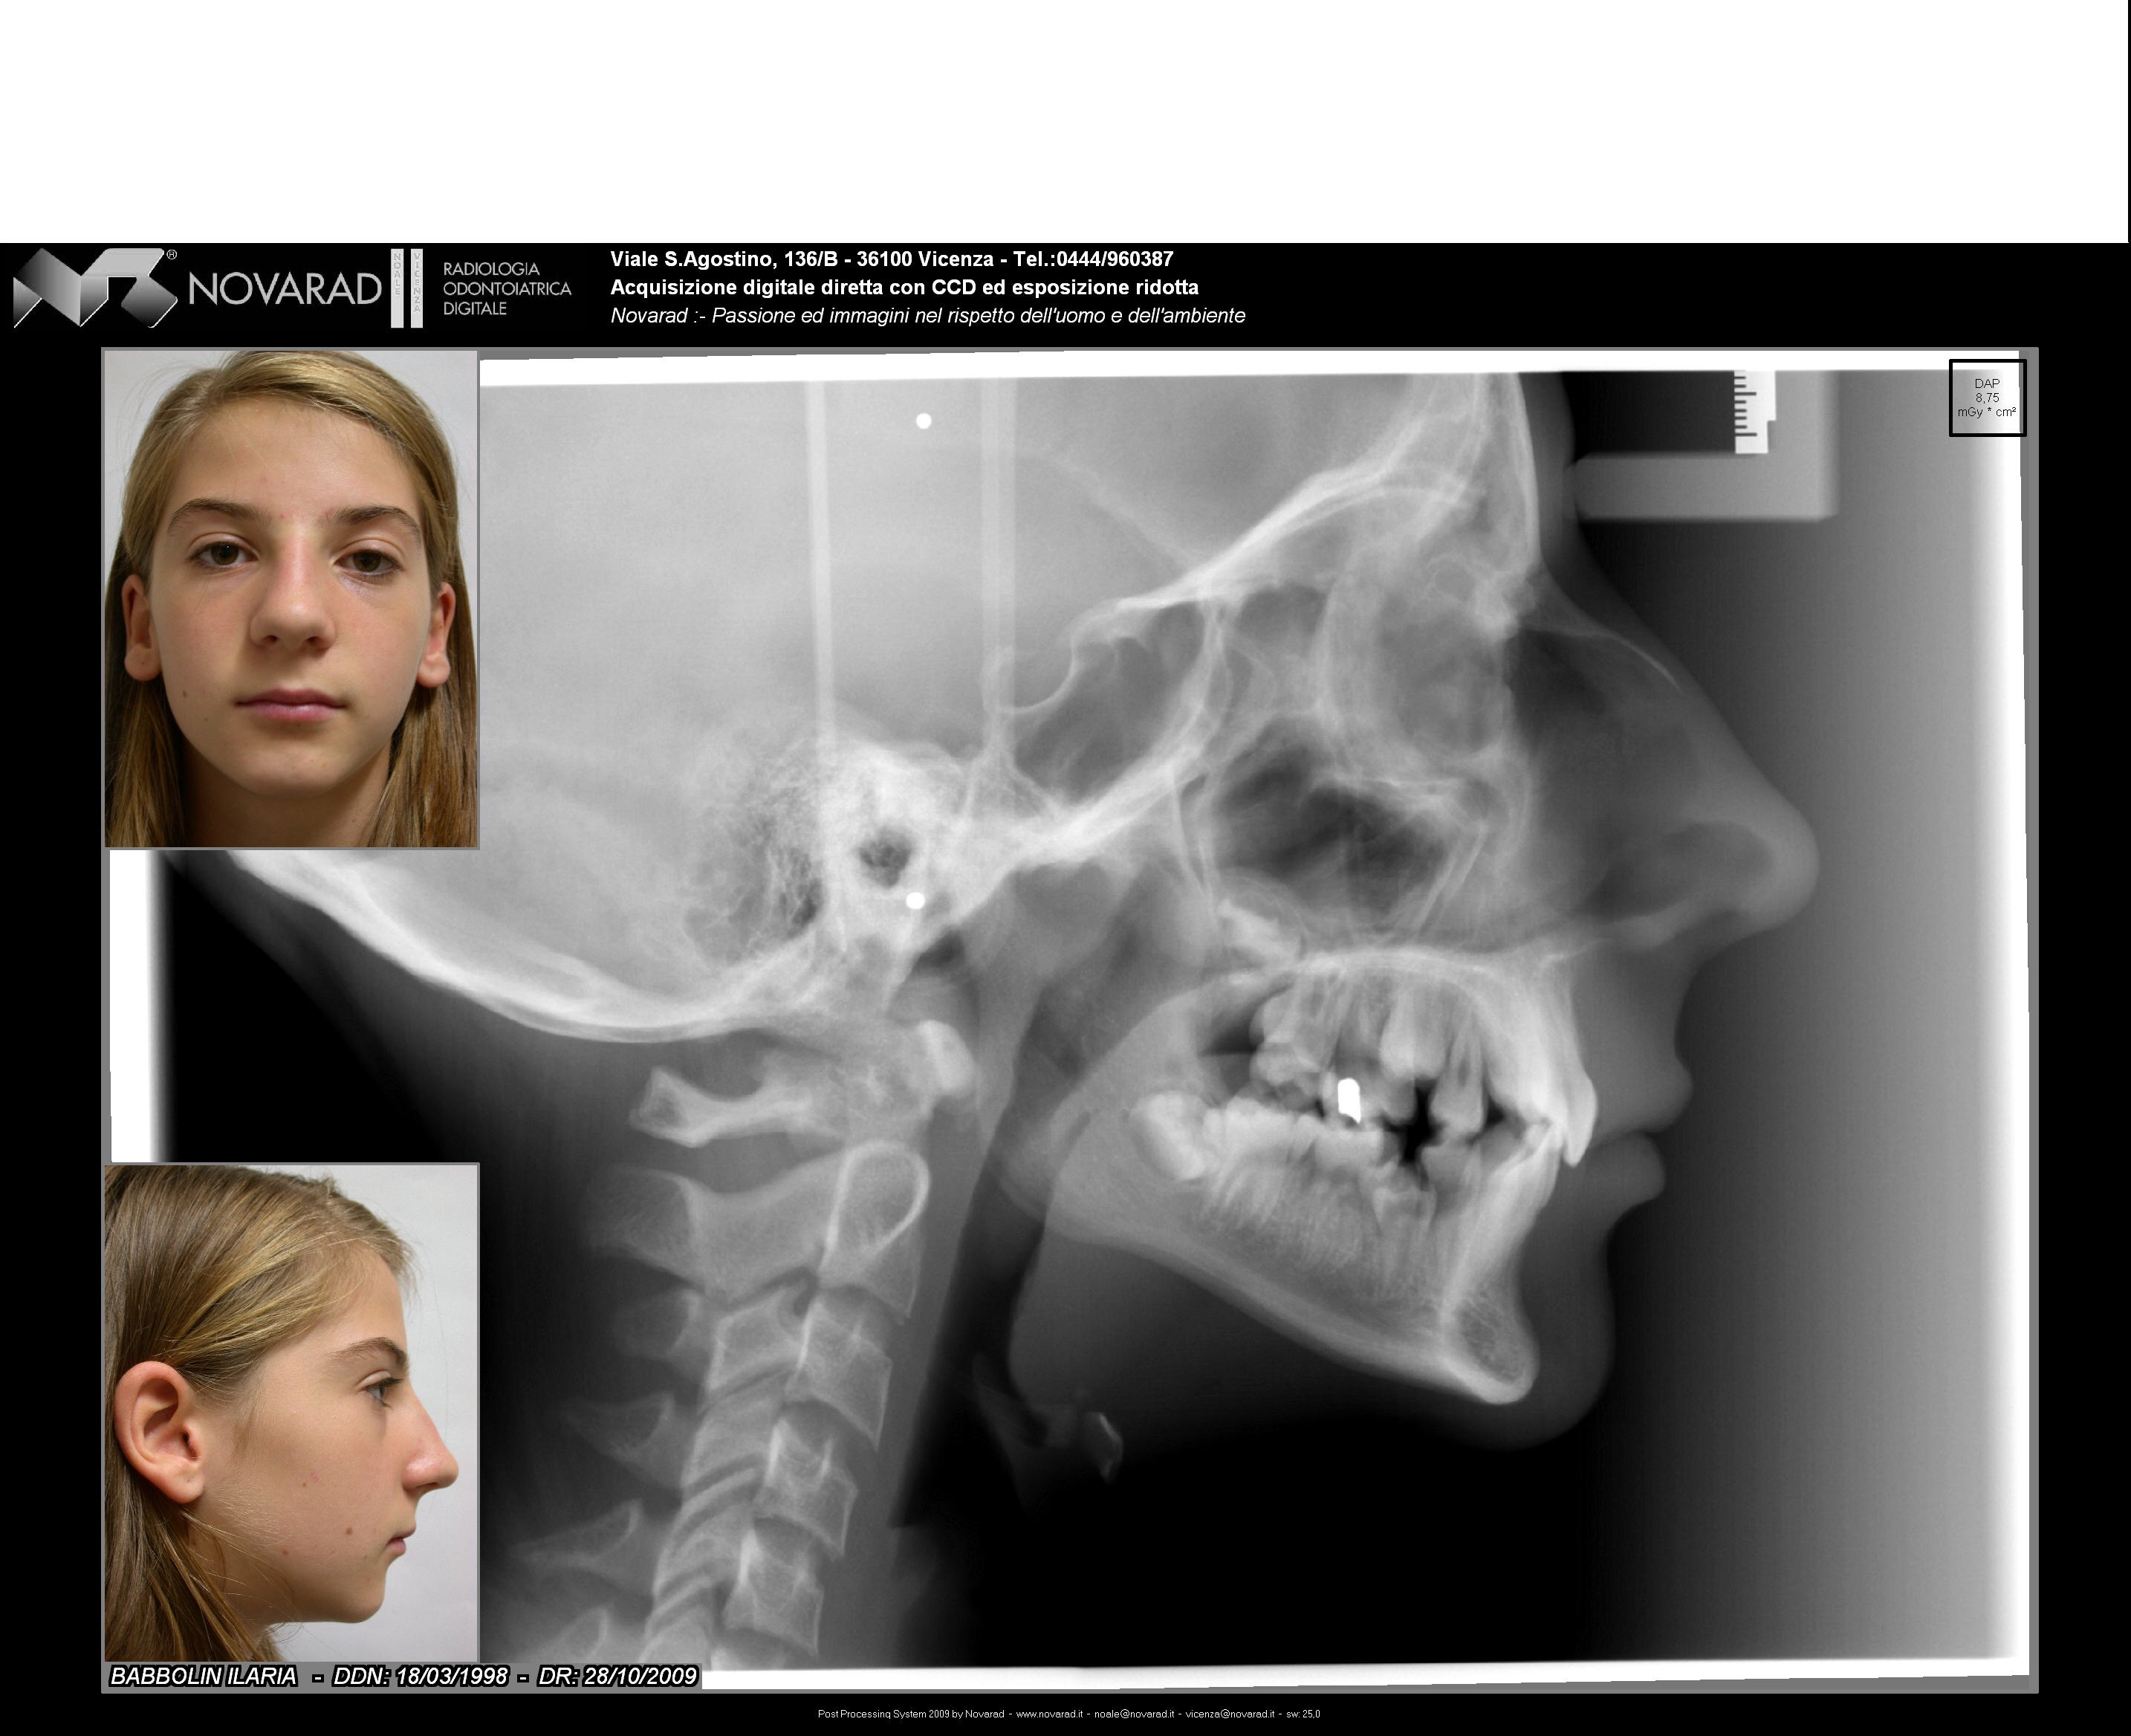 NOVARAD ®
NOALE
VICENZA
RADIOLOGIA
ODONTOIATRICA
DIGITALE
Viale S.Agostino, 136/B - 36100 Vicenza - Tel.:0444/960387
Acquisizione digitale diretta con CCD ed esposizione ridotta
Novarad :- Passione ed immagini nel rispetto dell'uomo e dell'ambiente
DAP
8,75
mGy * cm²
BABBOLIN ILARIA - DDN: 18/03/1998 - DR: 28/10/2009
Post Processing System 2009 by Novarad - www.novarad.it - noale@novarad.it - vicenza@novarad.it - sw: 25,0